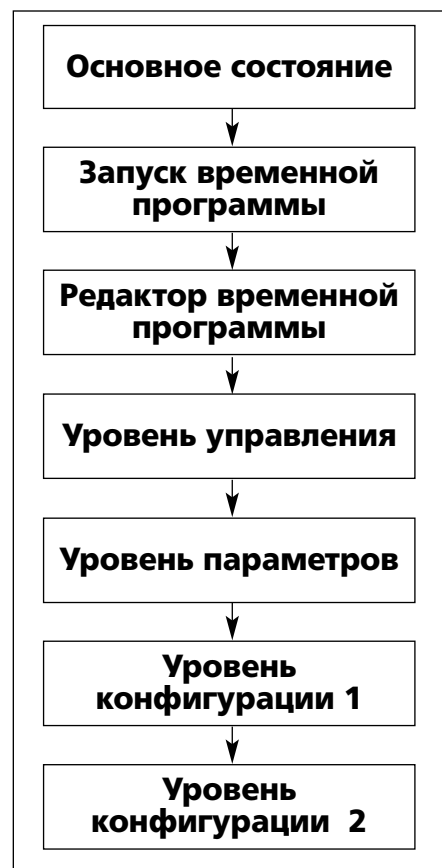 Основное состояние
Запуск временной
программы
Редактор временной
программы
Уровень управления
Уровень параметров
Уровень
конфигурации 1
Уровень
конфигурации 2